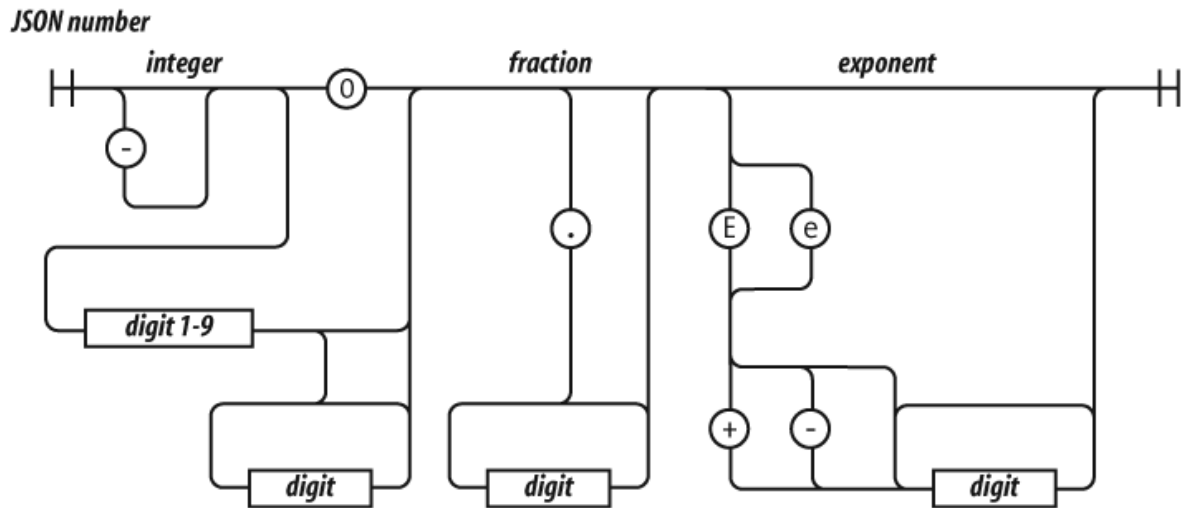 JSON number
integer
fraction
exponent
0
-
.
E
e
digit 1-9
+
-
digit
digit
digit